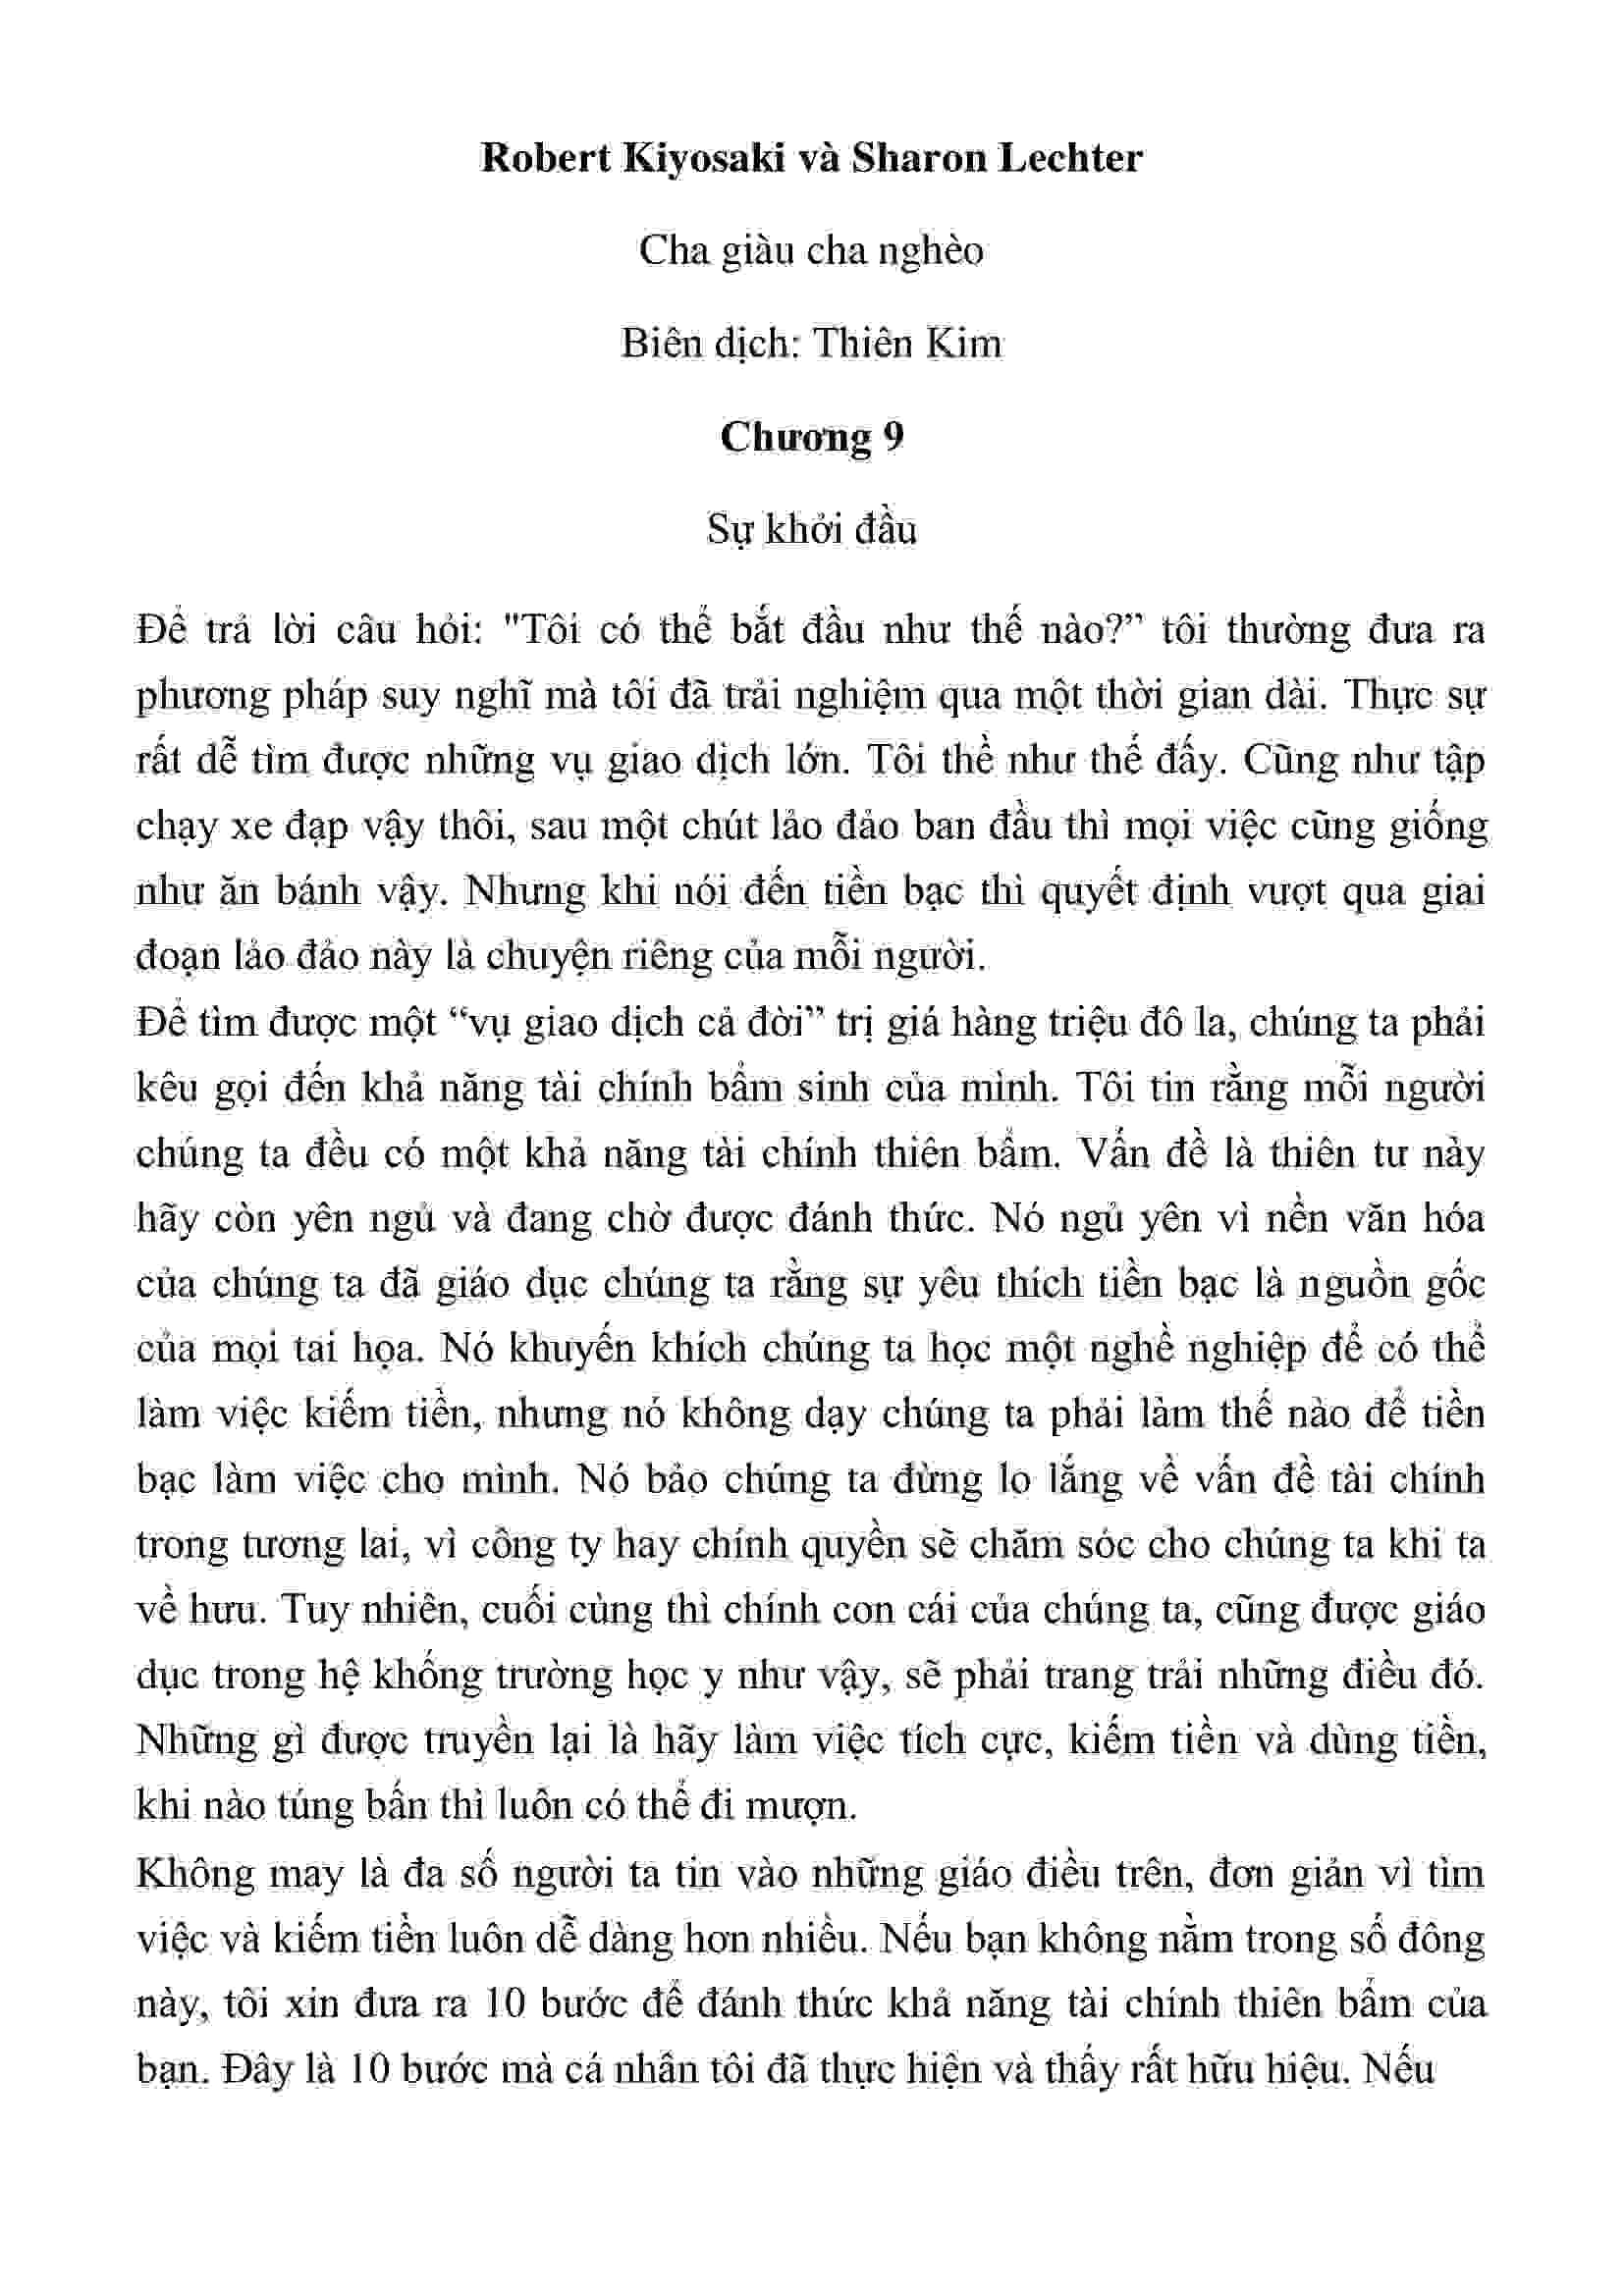 Robert Kiyosaki và Sharon Lechter
Cha giàu cha nghèo
Biên dịch: Thiên Kim
Chương 9
Sự khởi đầu
Để trả lời câu hỏi: "Tôi có thể bắt đầu như thế nào?” tôi thường đưa ra
phương pháp suy nghĩ mà tôi đã trải nghiệm qua một thời gian dài. Thực sự
rất dễ tìm được những vụ giao dịch lớn. Tôi thề như thế đấy. Cũng như tập
chạy xe đạp vậy thôi, sau một chút lảo đảo ban đầu thì mọi việc cũng giống
như ăn bánh vậy. Nhưng khi nói đến tiền bạc thì quyết định vượt qua giai
đoạn lảo đảo này là chuyện riêng của mỗi người.
Để tìm được một “vụ giao dịch cả đời” trị giá hàng triệu đô la, chúng ta phải
kêu gọi đến khả năng tài chính bẩm sinh của mình. Tôi tin rằng mỗi người
chúng ta đều có một khả năng tài chính thiên bẩm. Vấn đề là thiên tư này
hãy còn yên ngủ và đang chờ được đánh thức. Nó ngủ yên vì nền văn hóa
của chúng ta đã giáo dục chúng ta rằng sự yêu thích tiền bạc là nguồn gốc
của mọi tai họa. Nó khuyến khích chúng ta học một nghề nghiệp để có thể
làm việc kiếm tiền, nhưng nó không dạy chúng ta phải làm thế nào để tiền
bạc làm việc cho mình. Nó bảo chúng ta đừng lo lắng về vấn đề tài chính
trong tương lai, vì công ty hay chính quyền sẽ chăm sóc cho chúng ta khi ta
về hưu. Tuy nhiên, cuối cùng thì chính con cái của chúng ta, cũng được giáo
dục trong hệ khống trường học y như vậy, sẽ phải trang trải những điều đó.
Những gì được truyền lại là hãy làm việc tích cực, kiếm tiền và dùng tiền,
khi nào túng bấn thì luôn có thể đi mượn.
Không may là đa số người ta tin vào những giáo điều trên, đơn giản vì tìm
việc và kiếm tiền luôn dễ dàng hơn nhiều. Nếu bạn không nằm trong số đông
này, tôi xin đưa ra 10 bước để đánh thức khả năng tài chính thiên bẩm của
bạn. Đây là 10 bước mà cá nhân tôi đã thực hiện và thấy rất hữu hiệu. Nếu